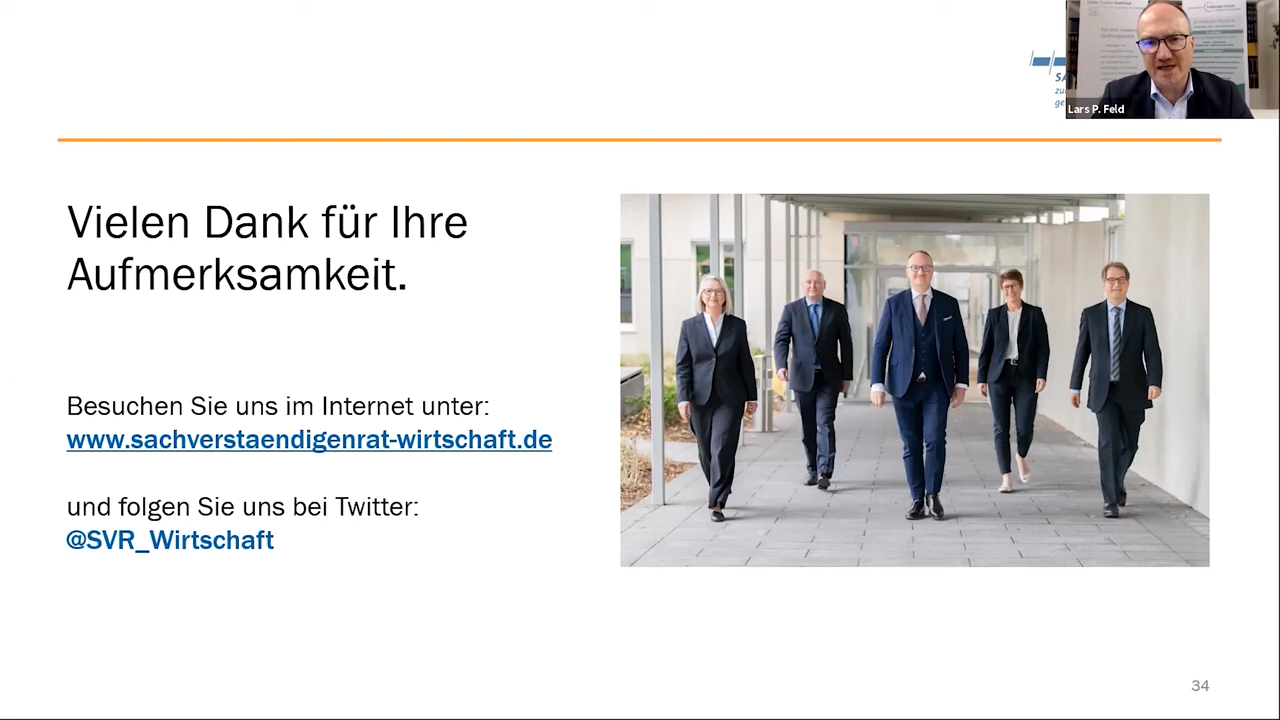 Lars P. Feld
Vielen Dank für Ihre
Aufmerksamkeit.
Besuchen Sie uns im Internet unter:
www.sachverstaendigenrat-wirtschaft.de
und folgen Sie uns bei Twitter:
@SVR_Wirtschaft
34